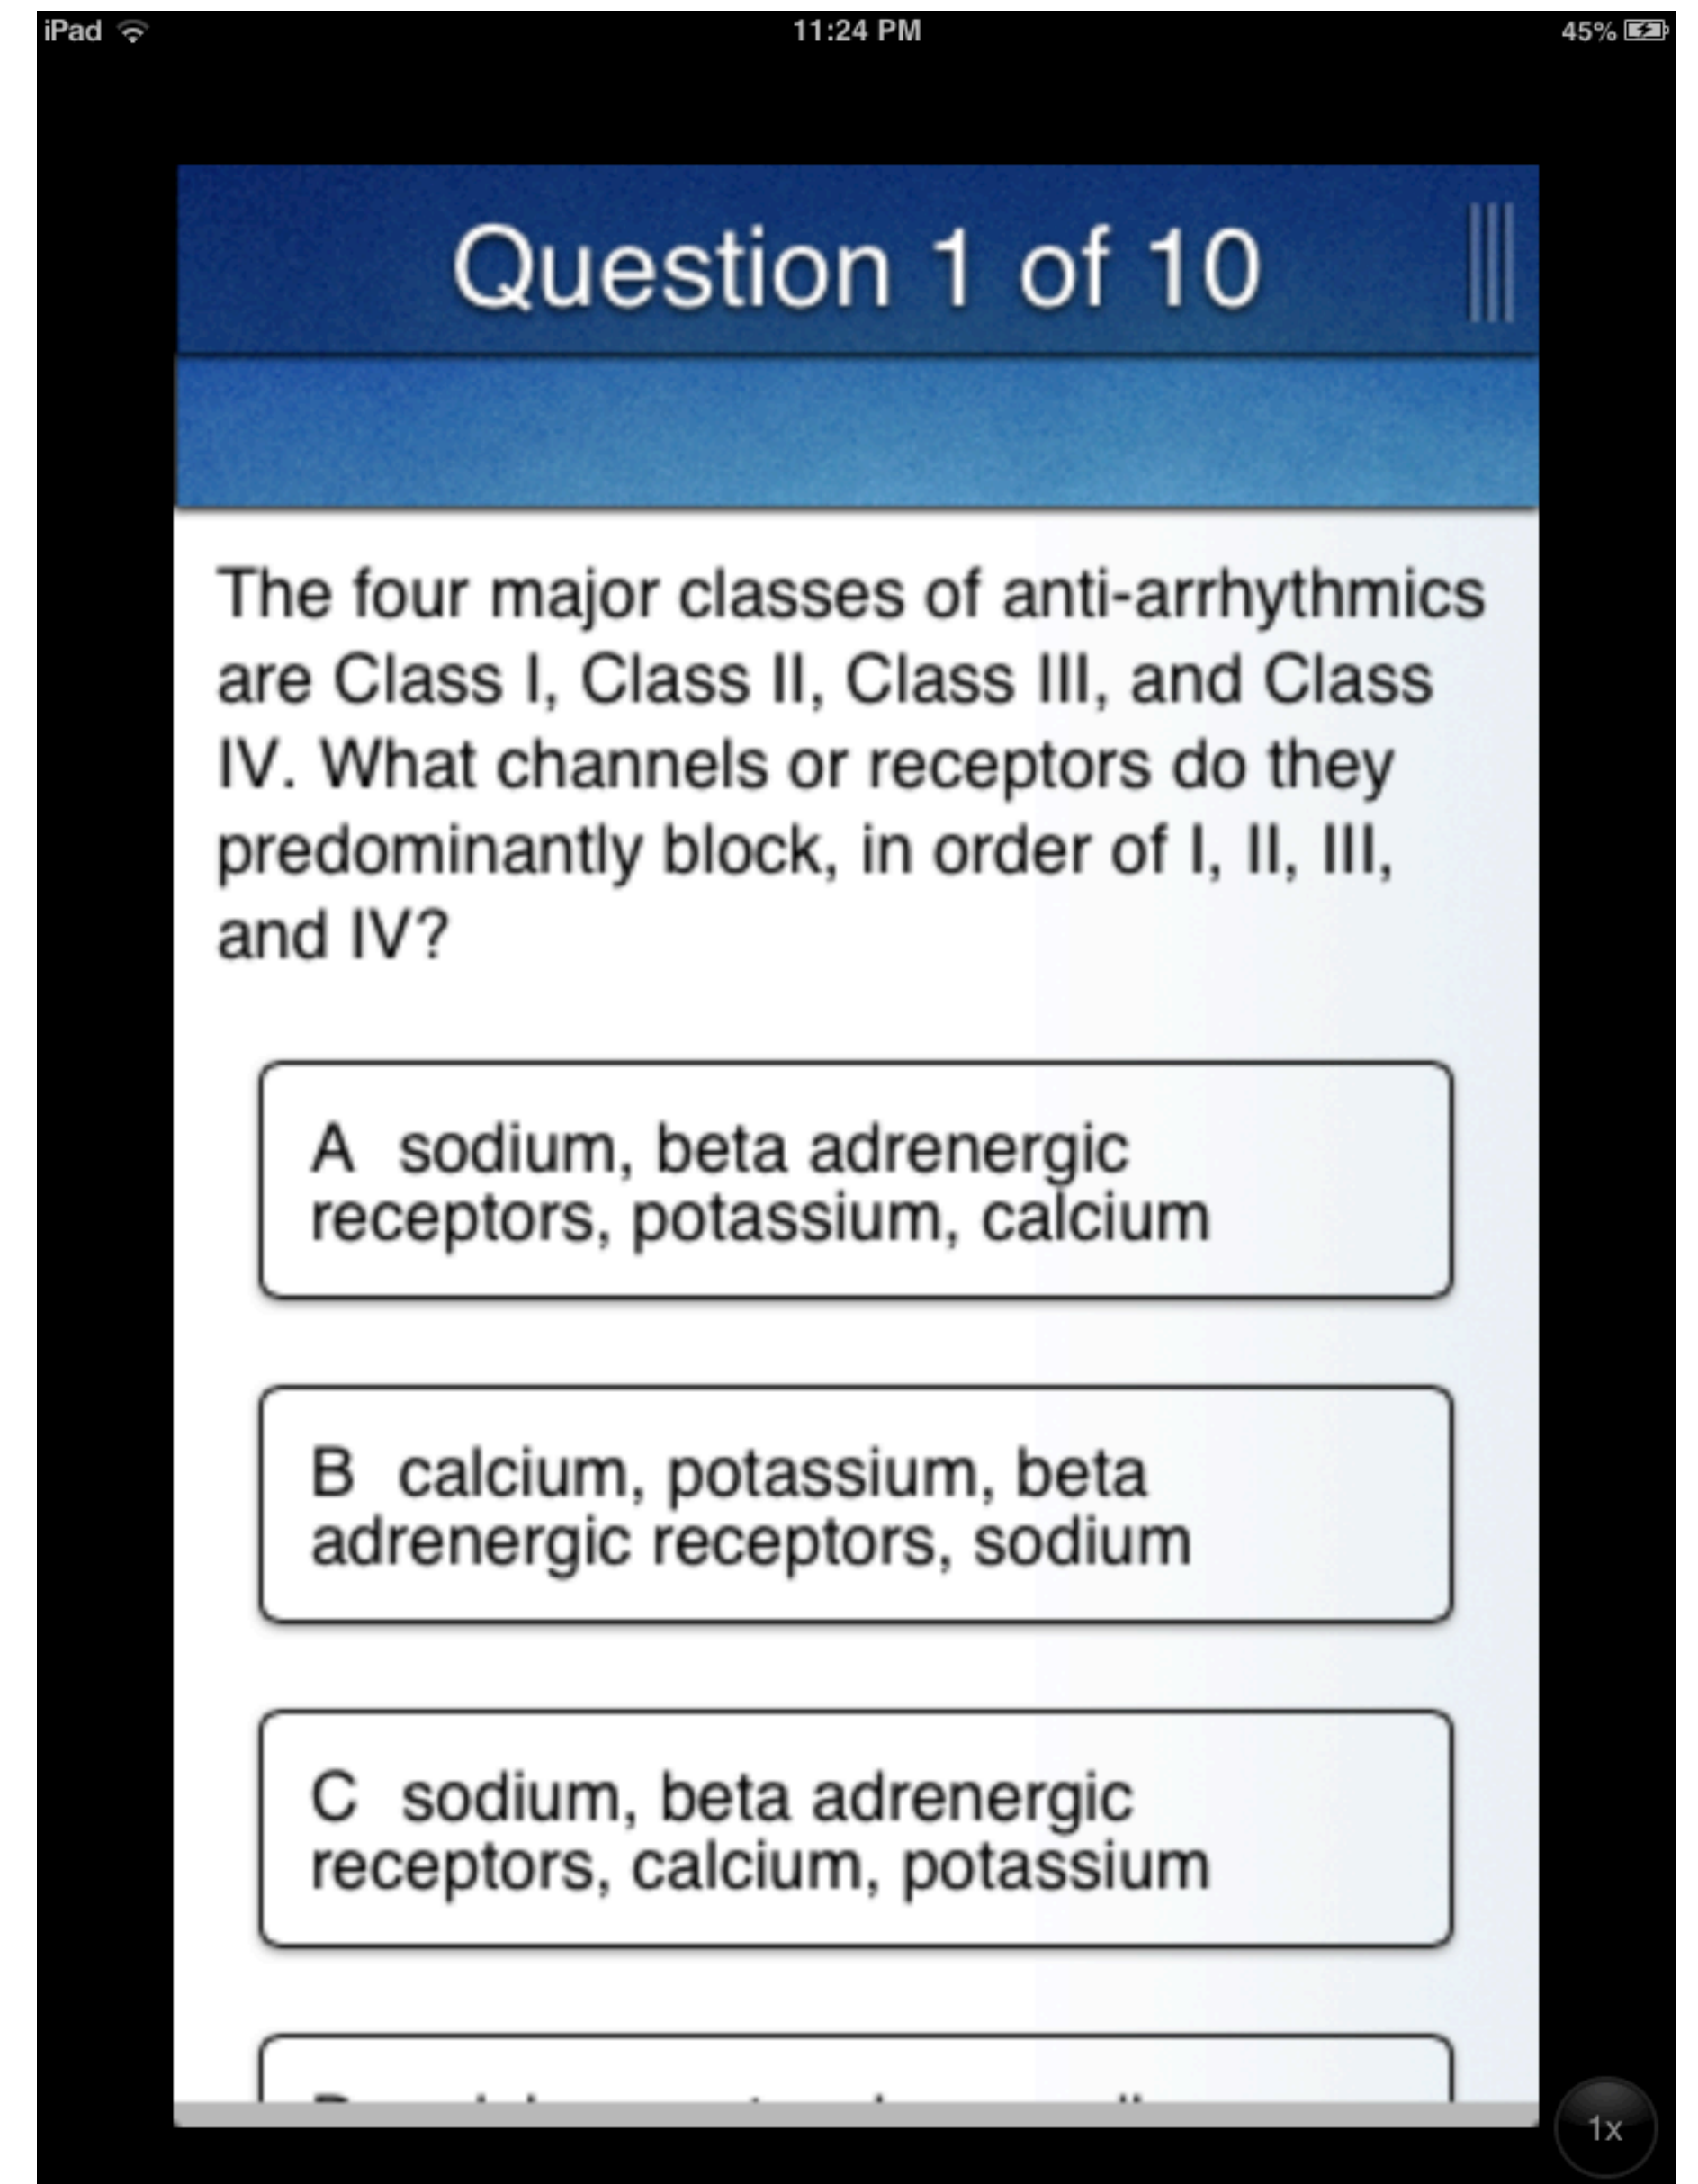 iPad 11:24 PM 45%
Question 1 of 10
The four major classes of anti-arrhythmics
are Class I, Class II, Class III, and Class
IV. What channels or receptors do they
predominantly block, in order of I, II, III,
and IV?
A sodium, beta adrenergic
receptors, potassium, calcium
B calcium, potassium, beta
adrenergic receptors, sodium
C sodium, beta adrenergic
receptors, calcium, potassium
1x